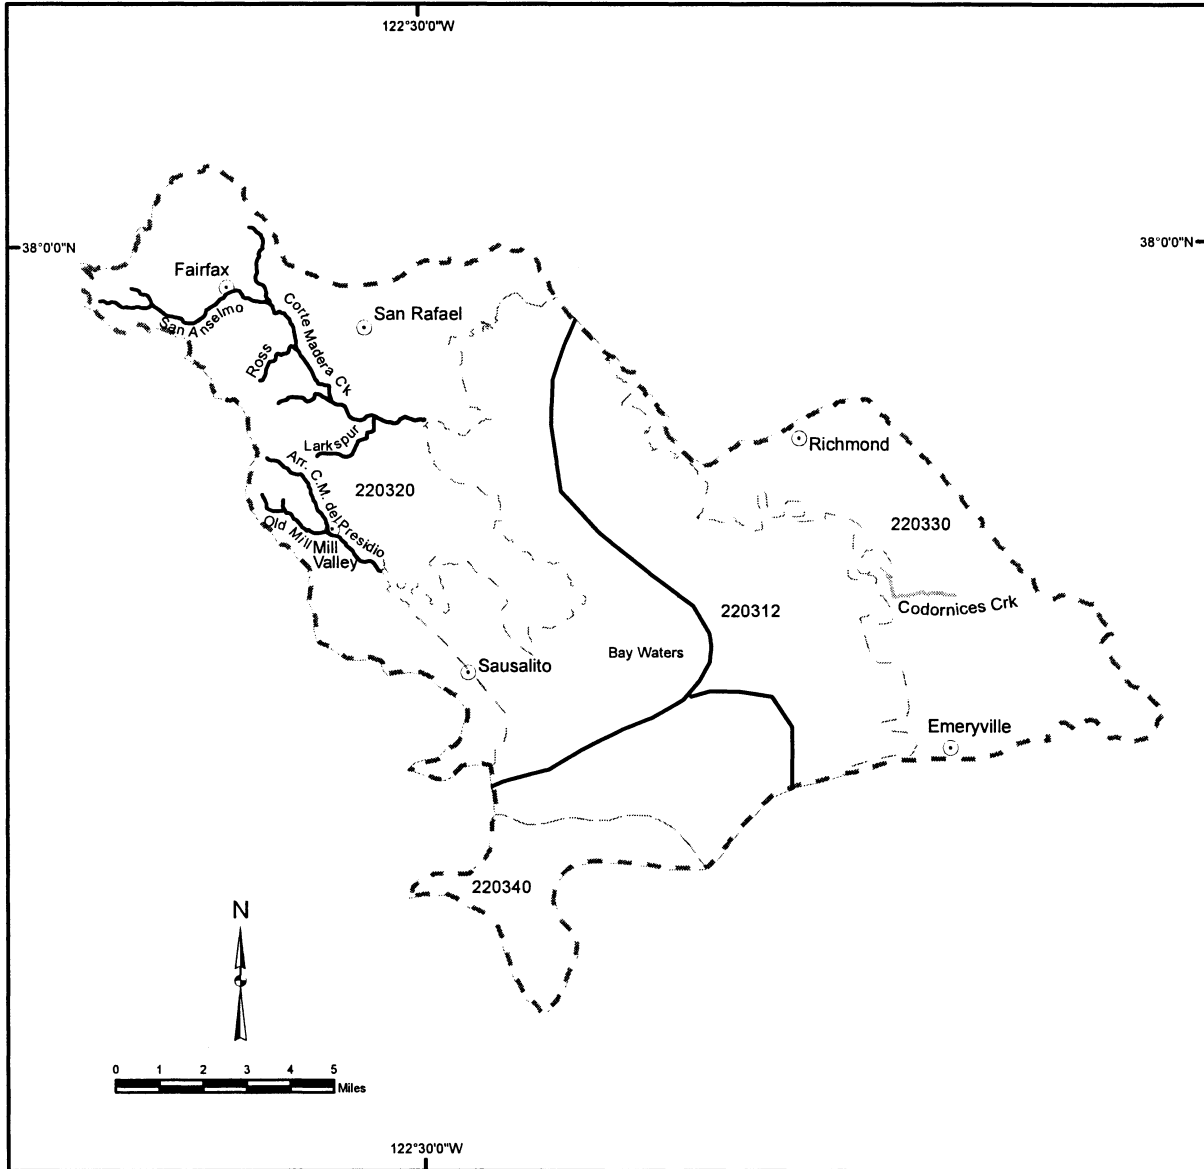 122°30'0"W
38°0'0"N
38°0'0"N
Fairfax
San Anselmo
Corte Madera Ck
San Rafael
Ross
Larkspur
Richmond
Arr. C.M. del Presidio
220320
Old Mill
Mill
Valley
220330
Codornices Crk
220312
Bay Waters
Sausalito
Emeryville
220340
N
0 1 2 3 4 5
Miles
122°30'0"W